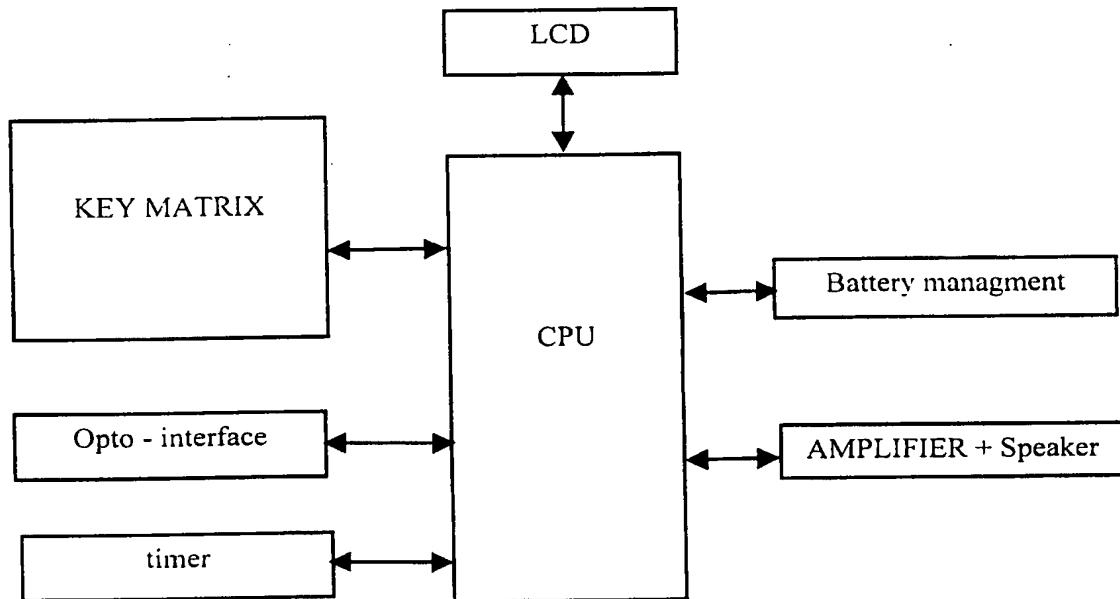 LCD
KEY MATRIX
CPU
Battery managment
Opto - interface
AMPLIFIER + Speaker
timer